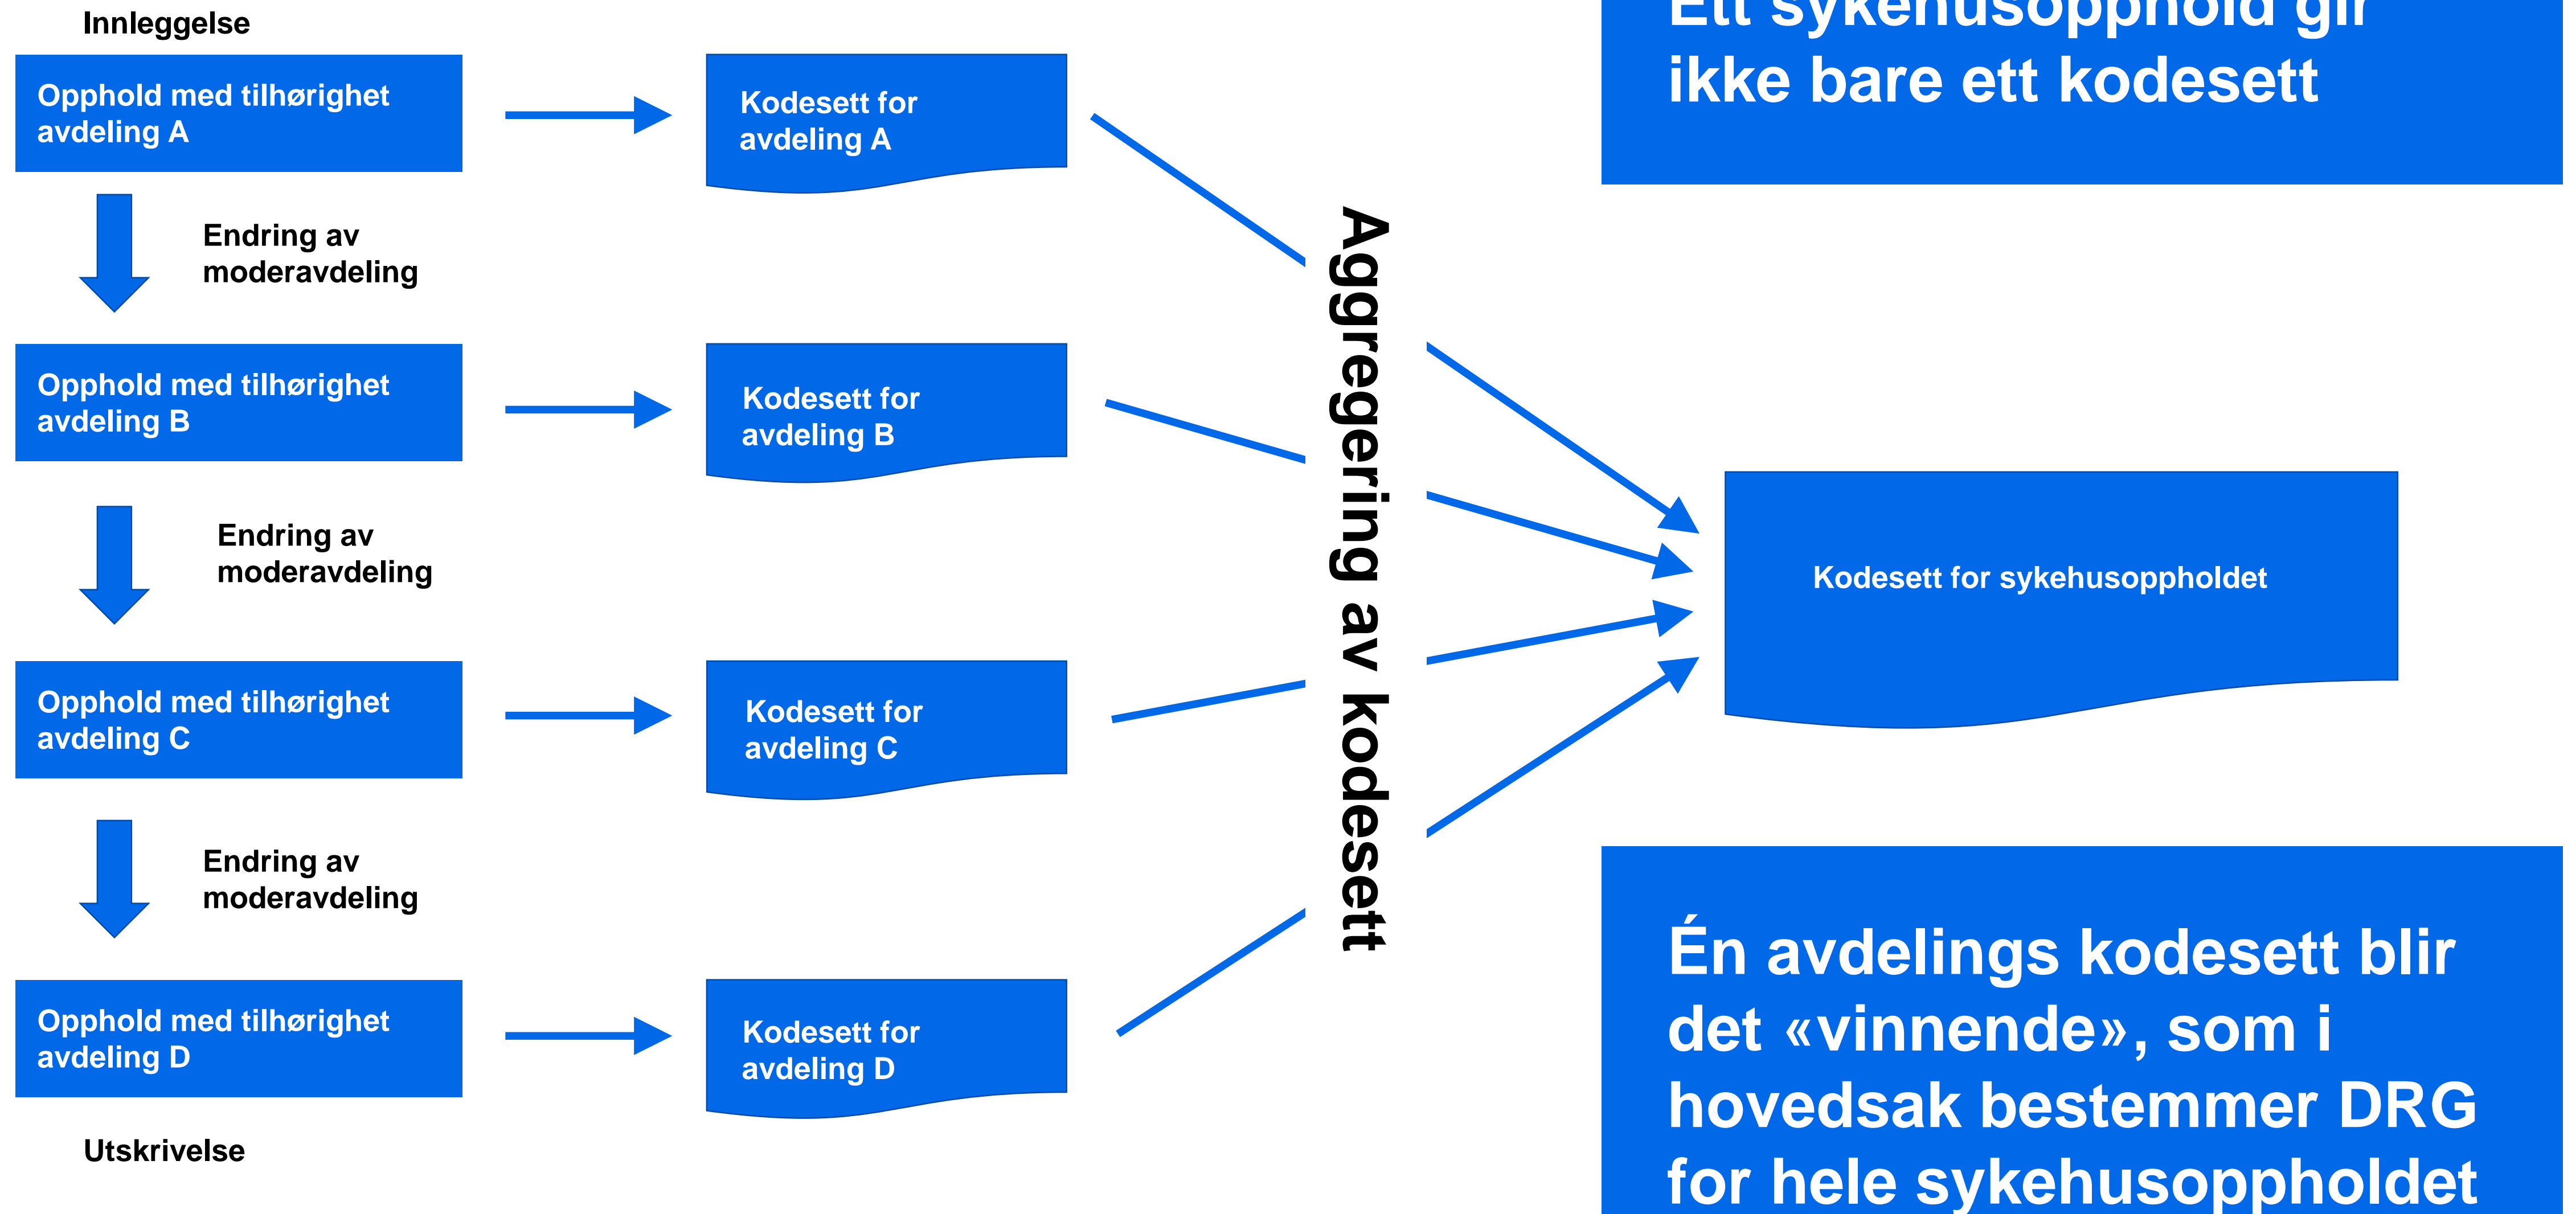 Innleggelse
Opphold med tilhørighet
avdeling A
Endring av
moderavdeling
Opphold med tilhørighet
avdeling B
Endring av
moderavdeling
Opphold med tilhørighet
avdeling C
Endring av
moderavdeling
Opphold med tilhørighet
avdeling D
Utskrivelse
Kodesett for
avdeling A
Kodesett for
avdeling B
Kodesett for
avdeling C
Kodesett for
avdeling D
Aggregering av kodesett
Ett sykehusopphold gir
ikke bare ett kodesett
Kodesett for sykehusoppholdet
Én avdelings kodesett blir
det «vinnende», som i
hovedsak bestemmer DRG
for hele sykehusoppholdet